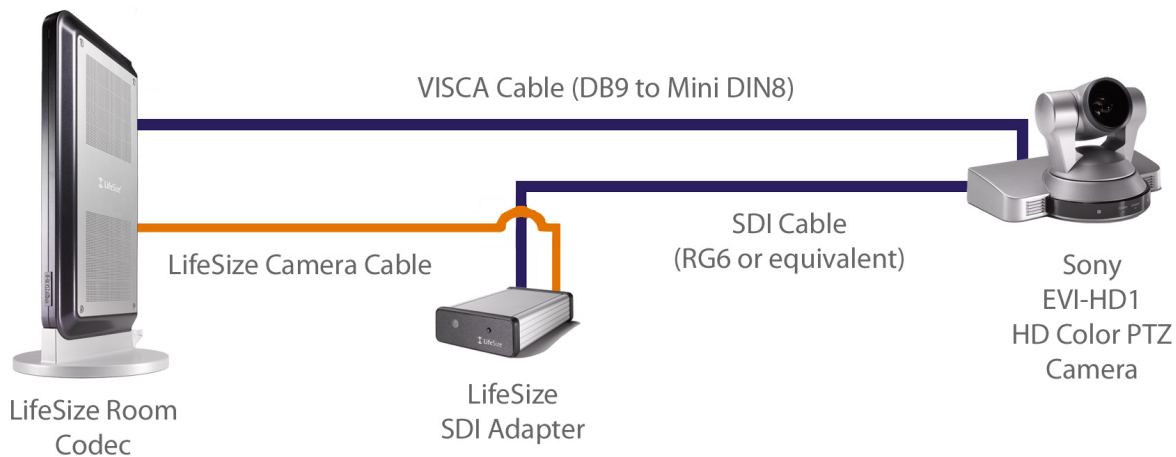 VISCA Cable (DB9 to Mini DIN8)
LifeSize
SDI Cable
(RG6 or equivalent)
LifeSize Camera Cable
Sony
EVI-HD1
HD Color PTZ
Camera
LifeSize
LifeSize
SDI Adapter
LifeSize Room
Codec